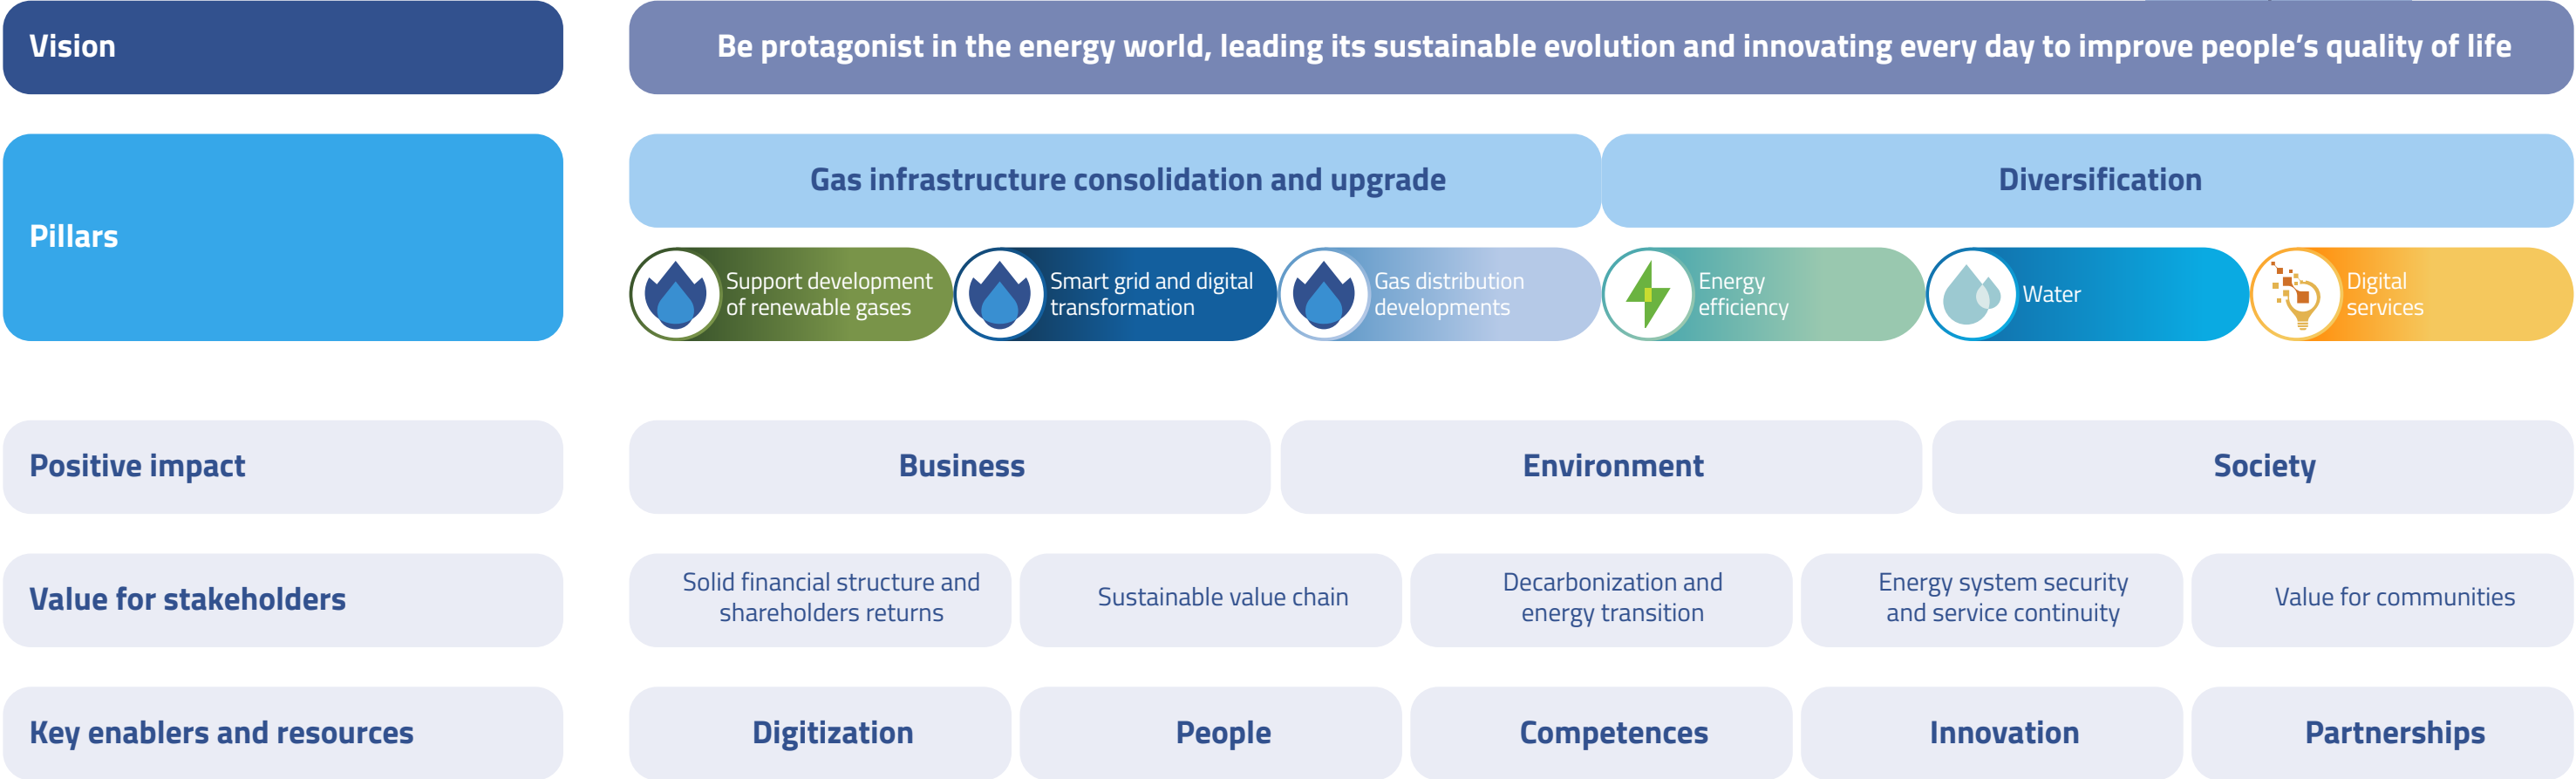 Vision
Be protagonist in the energy world, leading its sustainable evolution and innovating every day to improve people’s quality of life
Pillars
Gas infrastructure consolidation and upgrade
Diversification
Support development
of renewable gases
Smart grid and digital
transformation
Gas distribution
developments
Energy
efficiency
Water
Digital
services
Positive impact
Business
Environment
Society
Value for stakeholders
Solid financial structure and
shareholders returns
Sustainable value chain
Decarbonization and
energy transition
Energy system security
and service continuity
Value for communities
Key enablers and resources
Digitization
People
Competences
Innovation
Partnerships